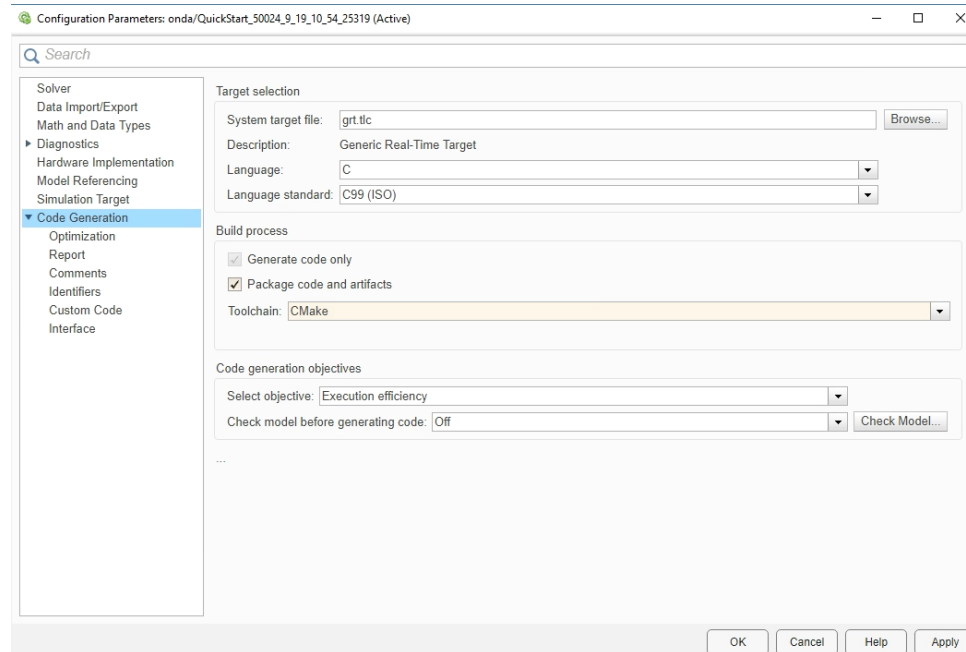 Configuration Parameters: onda/QuickStart_50024_9_19_10_54_25319 (Active)
Search
Solver
Data Import/Export
Math and Data Types
Diagnostics
Hardware Implementation
Model Referencing
Simulation Target
Code Generation
Optimization
Report
Comments
Identifiers
Custom Code
Interface
Target selection
System target file: grt.tlc Browse...
Description: Generic Real-Time Target
Language: C
Language standard: C99 (ISO)
Build process
Generate code only
Package code and artifacts
Toolchain: CMake
Code generation objectives
Select objective: Execution efficiency
Check model before generating code: Off Check Model...
...
OK Cancel Help Apply